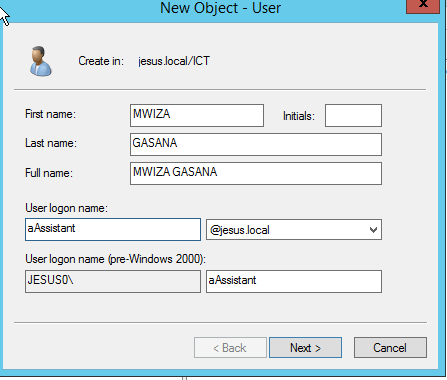 New Object - User
x
Create in: jesus.local/ICT
First name: MWIZA Initials:
Last name: GASANA
Full name: MWIZA GASANA
User logon name:
aAssistant @jesus.local
User logon name (pre-Windows 2000):
JESUS0\ aAssistant
< Back Next > Cancel